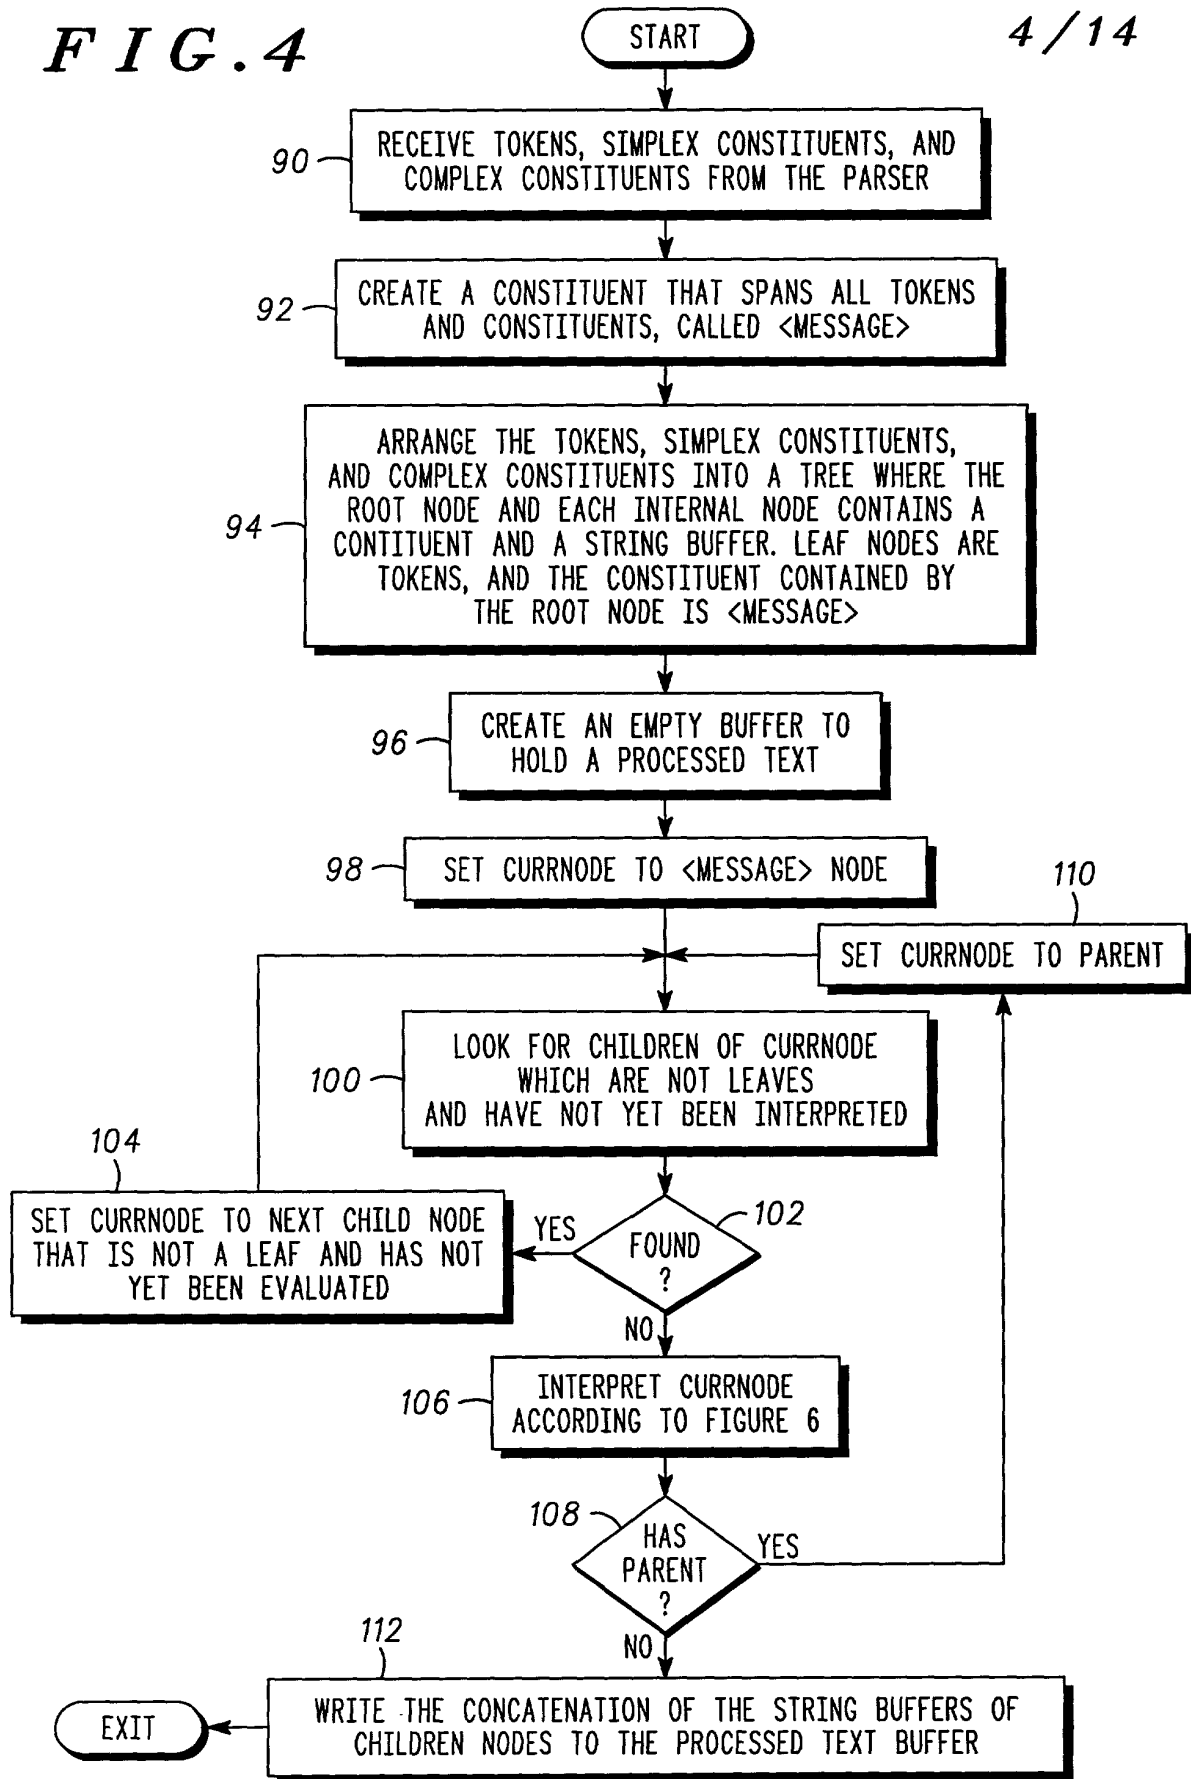 FIG.4
4/14
START
90
RECEIVE TOKENS, SIMPLEX CONSTITUENTS, AND
COMPLEX CONSTITUENTS FROM THE PARSER
92
CREATE A CONSTITUENT THAT SPANS ALL TOKENS
AND CONSTITUENTS, CALLED <MESSAGE>
94
ARRANGE THE TOKENS, SIMPLEX CONSTITUENTS,
AND COMPLEX CONSTITUENTS INTO A TREE WHERE THE
ROOT NODE AND EACH INTERNAL NODE CONTAINS A
CONTITUENT AND A STRING BUFFER. LEAF NODES ARE
TOKENS, AND THE CONSTITUENT CONTAINED BY
THE ROOT NODE IS <MESSAGE>
96
CREATE AN EMPTY BUFFER TO
HOLD A PROCESSED TEXT
98
SET CURRNODE TO <MESSAGE> NODE
110
SET CURRNODE TO PARENT
100
LOOK FOR CHILDREN OF CURRNODE
WHICH ARE NOT LEAVES
AND HAVE NOT YET BEEN INTERPRETED
104
SET CURRNODE TO NEXT CHILD NODE
THAT IS NOT A LEAF AND HAS NOT
YET BEEN EVALUATED
YES
102
FOUND
?
NO
106
INTERPRET CURRNODE
ACCORDING TO FIGURE 6
108
HAS
PARENT
?
YES
NO
112
WRITE THE CONCATENATION OF THE STRING BUFFERS OF
CHILDREN NODES TO THE PROCESSED TEXT BUFFER
EXIT